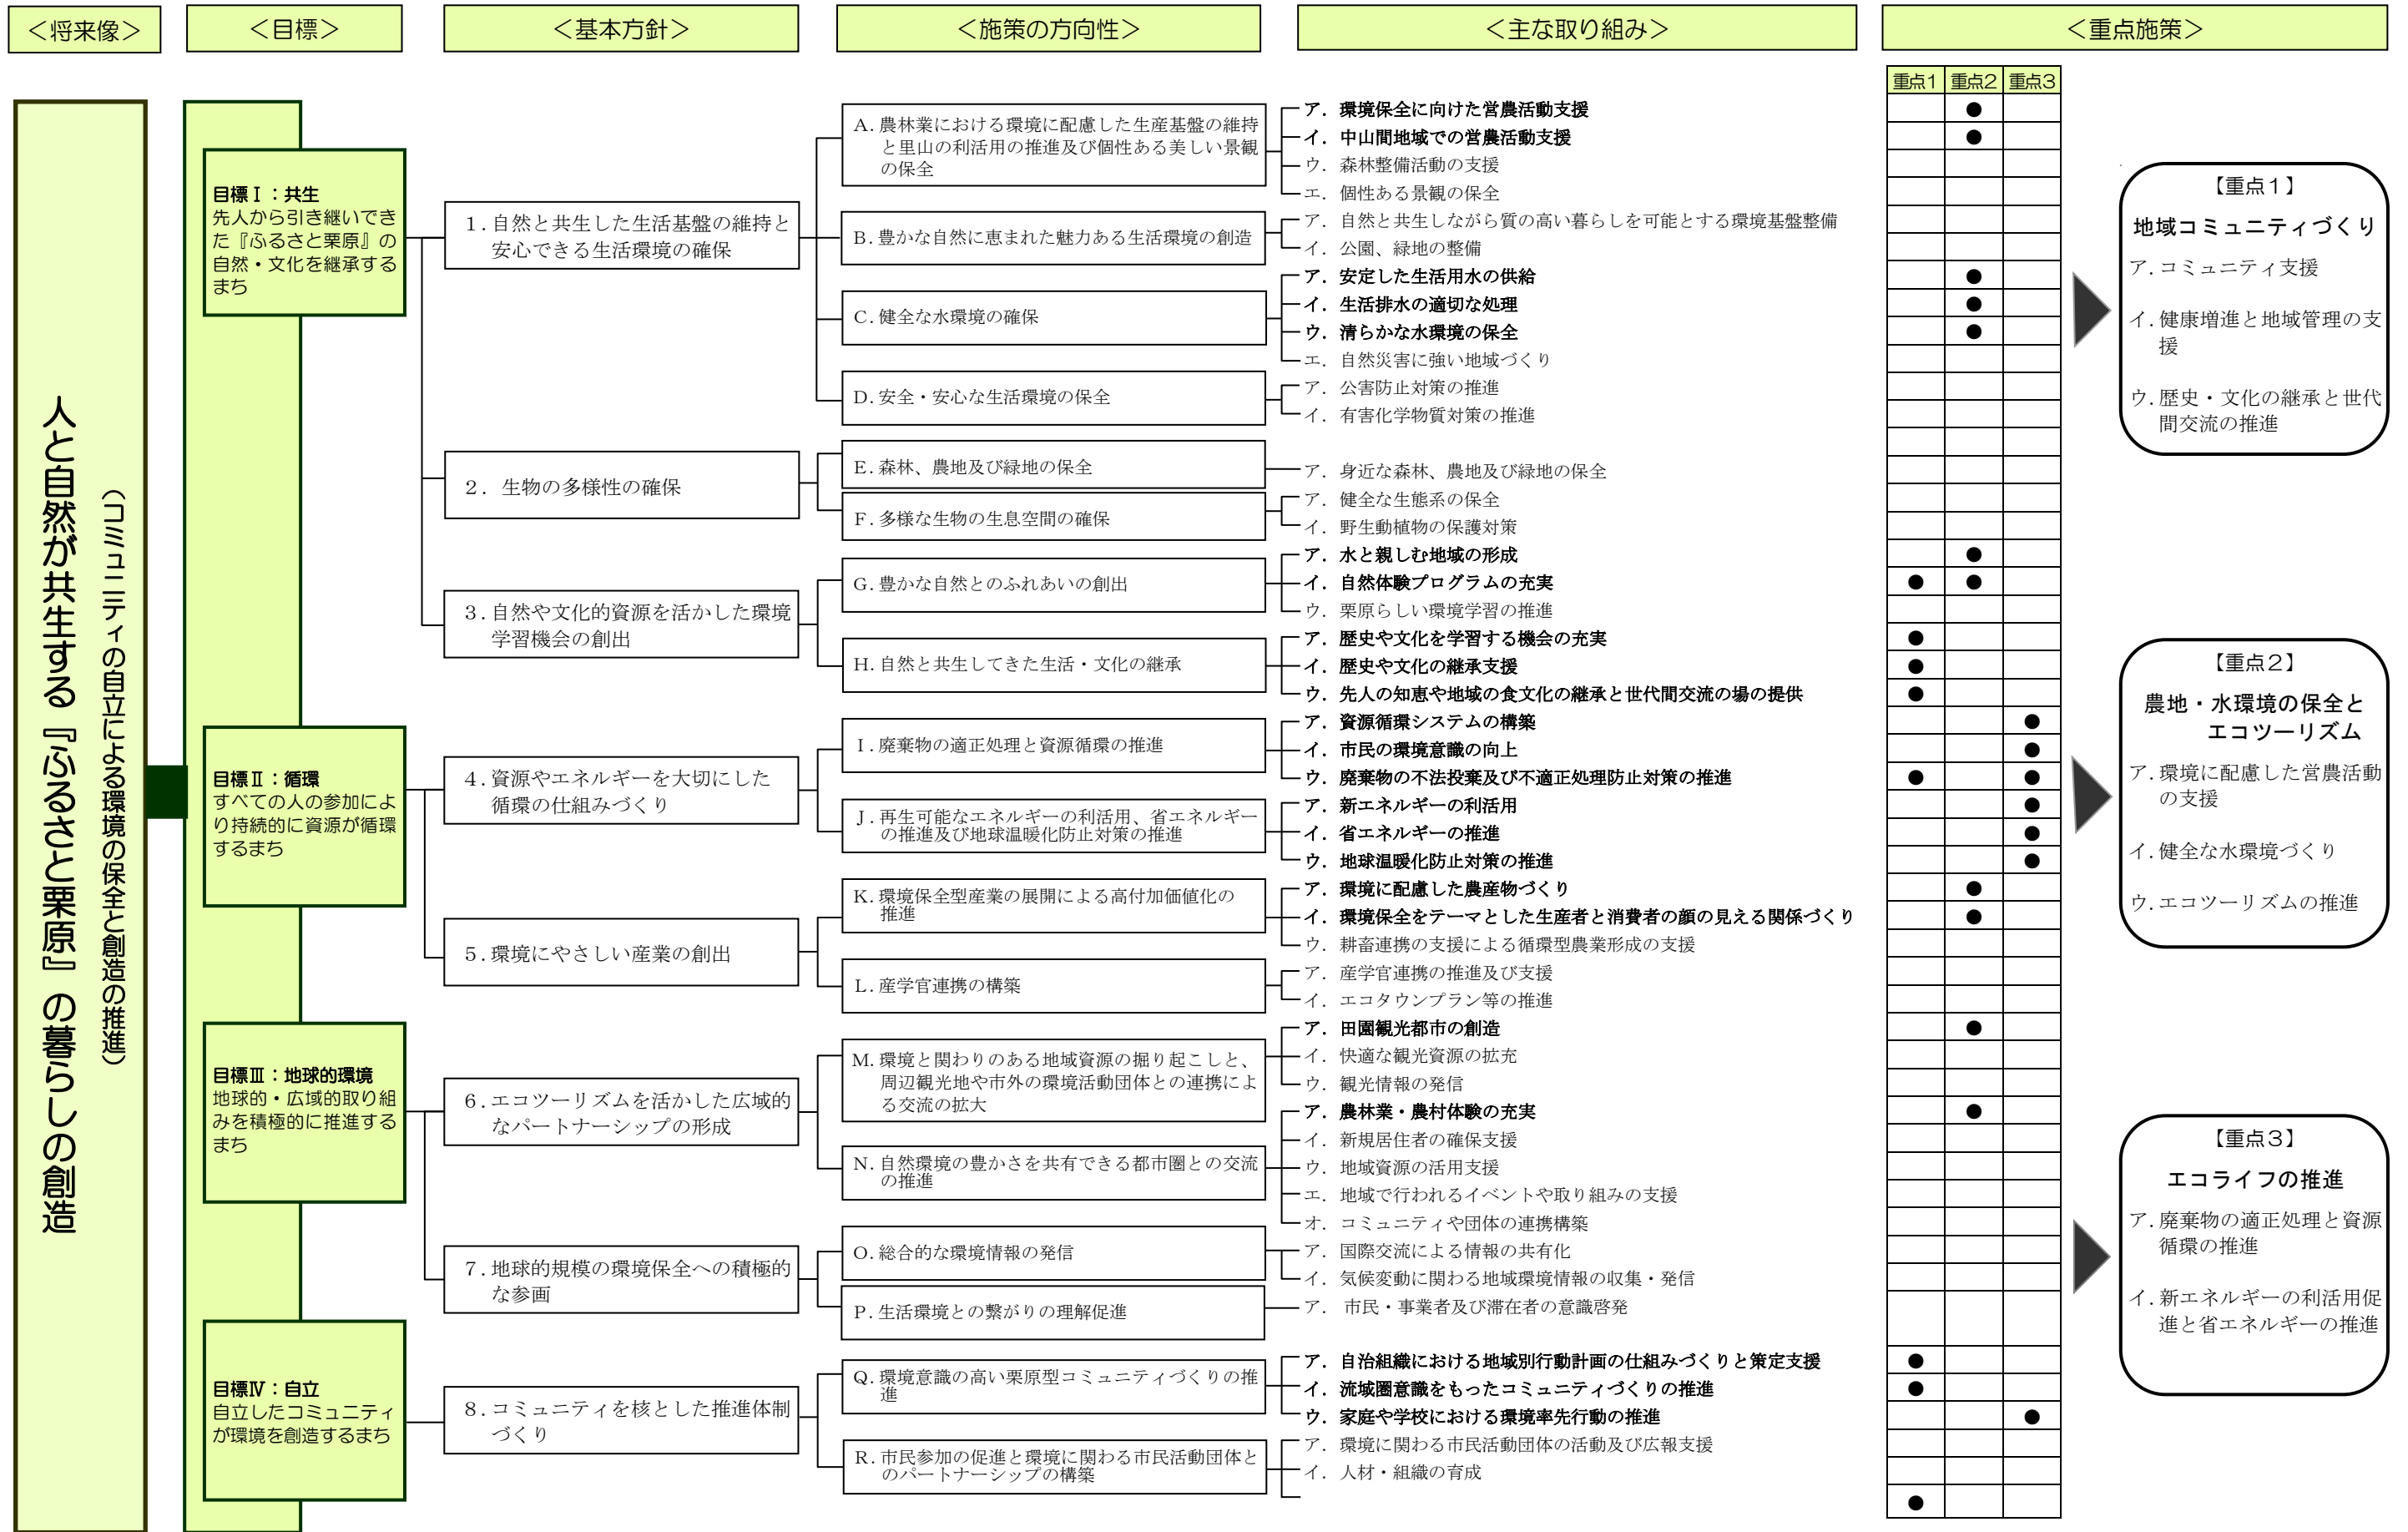 ＜将来像＞
＜目標＞
＜基本方針＞
＜施策の方向性＞
＜主な取り組み＞
＜重点施策＞
人と自然が共生する『ふるさと栗原』の暮らしの創造
（コミュニティの自立による環境の保全と創造の推進）
目標Ⅰ：共生
先人から引き継いでき
た『ふるさと栗原』の
自然・文化を継承する
まち
目標Ⅱ：循環
すべての人の参加によ
り持続的に資源が循環
するまち
目標Ⅲ：地球的環境
地球的・広域的取り組
みを積極的に推進する
まち
目標Ⅳ：自立
自立したコミュニティ
が環境を創造するまち
１.自然と共生した生活基盤の維持と
安心できる生活環境の確保
２．生物の多様性の確保
３.自然や文化的資源を活かした環境
学習機会の創出
４.資源やエネルギーを大切にした
循環の仕組みづくり
５.環境にやさしい産業の創出
６.エコツーリズムを活かした広域的
なパートナーシップの形成
７.地球的規模の環境保全への積極的
な参画
８.コミュニティを核とした推進体制
づくり
Ａ.農林業における環境に配慮した生産基盤の維持
と里山の利活用の推進及び個性ある美しい景観
の保全
Ｂ.豊かな自然に恵まれた魅力ある生活環境の創造
Ｃ.健全な水環境の確保
Ｄ.安全・安心な生活環境の保全
Ｅ.森林、農地及び緑地の保全
Ｆ.多様な生物の生息空間の確保
Ｇ.豊かな自然とのふれあいの創出
Ｈ.自然と共生してきた生活・文化の継承
Ｉ.廃棄物の適正処理と資源循環の推進
Ｊ.再生可能なエネルギーの利活用、省エネルギー
の推進及び地球温暖化防止対策の推進
Ｋ.環境保全型産業の展開による高付加価値化の
推進
Ｌ.産学官連携の構築
Ｍ.環境と関わりのある地域資源の掘り起こしと、
周辺観光地や市外の環境活動団体との連携によ
る交流の拡大
Ｎ.自然環境の豊かさを共有できる都市圏との交流
の推進
Ｏ.総合的な環境情報の発信
Ｐ.生活環境との繋がりの理解促進
Ｑ.環境意識の高い栗原型コミュニティづくりの推
進
Ｒ.市民参加の促進と環境に関わる市民活動団体と
のパートナーシップの構築
ア．環境保全に向けた営農活動支援
イ．中山間地域での営農活動支援
ウ．森林整備活動の支援
エ．個性ある景観の保全
ア．自然と共生しながら質の高い暮らしを可能とする環境基盤整備
イ．公園、緑地の整備
ア．安定した生活用水の供給
イ．生活排水の適切な処理
ウ．清らかな水環境の保全
エ．自然災害に強い地域づくり
ア．公害防止対策の推進
イ．有害化学物質対策の推進
ア．身近な森林、農地及び緑地の保全
ア．健全な生態系の保全
イ．野生動植物の保護対策
ア．水と親しむ地域の形成
イ．自然体験プログラムの充実
ウ．栗原らしい環境学習の推進
ア．歴史や文化を学習する機会の充実
イ．歴史や文化の継承支援
ウ．先人の知恵や地域の食文化の継承と世代間交流の場の提供
ア．資源循環システムの構築
イ．市民の環境意識の向上
ウ．廃棄物の不法投棄及び不適正処理防止対策の推進
ア．新エネルギーの利活用
イ．省エネルギーの推進
ウ．地球温暖化防止対策の推進
ア．環境に配慮した農産物づくり
イ．環境保全をテーマとした生産者と消費者の顔の見える関係づくり
ウ．耕畜連携の支援による循環型農業形成の支援
ア．産学官連携の推進及び支援
イ．エコタウンプラン等の推進
ア．田園観光都市の創造
イ．快適な観光資源の拡充
ウ．観光情報の発信
ア．農林業・農村体験の充実
イ．新規居住者の確保支援
ウ．地域資源の活用支援
エ．地域で行われるイベントや取り組みの支援
オ．コミュニティや団体の連携構築
ア．国際交流による情報の共有化
イ．気候変動に関わる地域環境情報の収集・発信
ア． 市民・事業者及び滞在者の意識啓発
ア．自治組織における地域別行動計画の仕組みづくりと策定支援
イ．流域圏意識をもったコミュニティづくりの推進
ウ．家庭や学校における環境率先行動の推進
ア．環境に関わる市民活動団体の活動及び広報支援
イ．人材・組織の育成
重点1 重点2 重点3
【重点１】
地域コミュニティづくり
ア.コミュニティ支援
イ.健康増進と地域管理の支
援
ウ.歴史・文化の継承と世代
間交流の推進
【重点２】
農地・水環境の保全と
エコツーリズム
ア.環境に配慮した営農活動
の支援
イ.健全な水環境づくり
ウ.エコツーリズムの推進
【重点３】
エコライフの推進
ア.廃棄物の適正処理と資源
循環の推進
イ.新エネルギーの利活用促
進と省エネルギーの推進